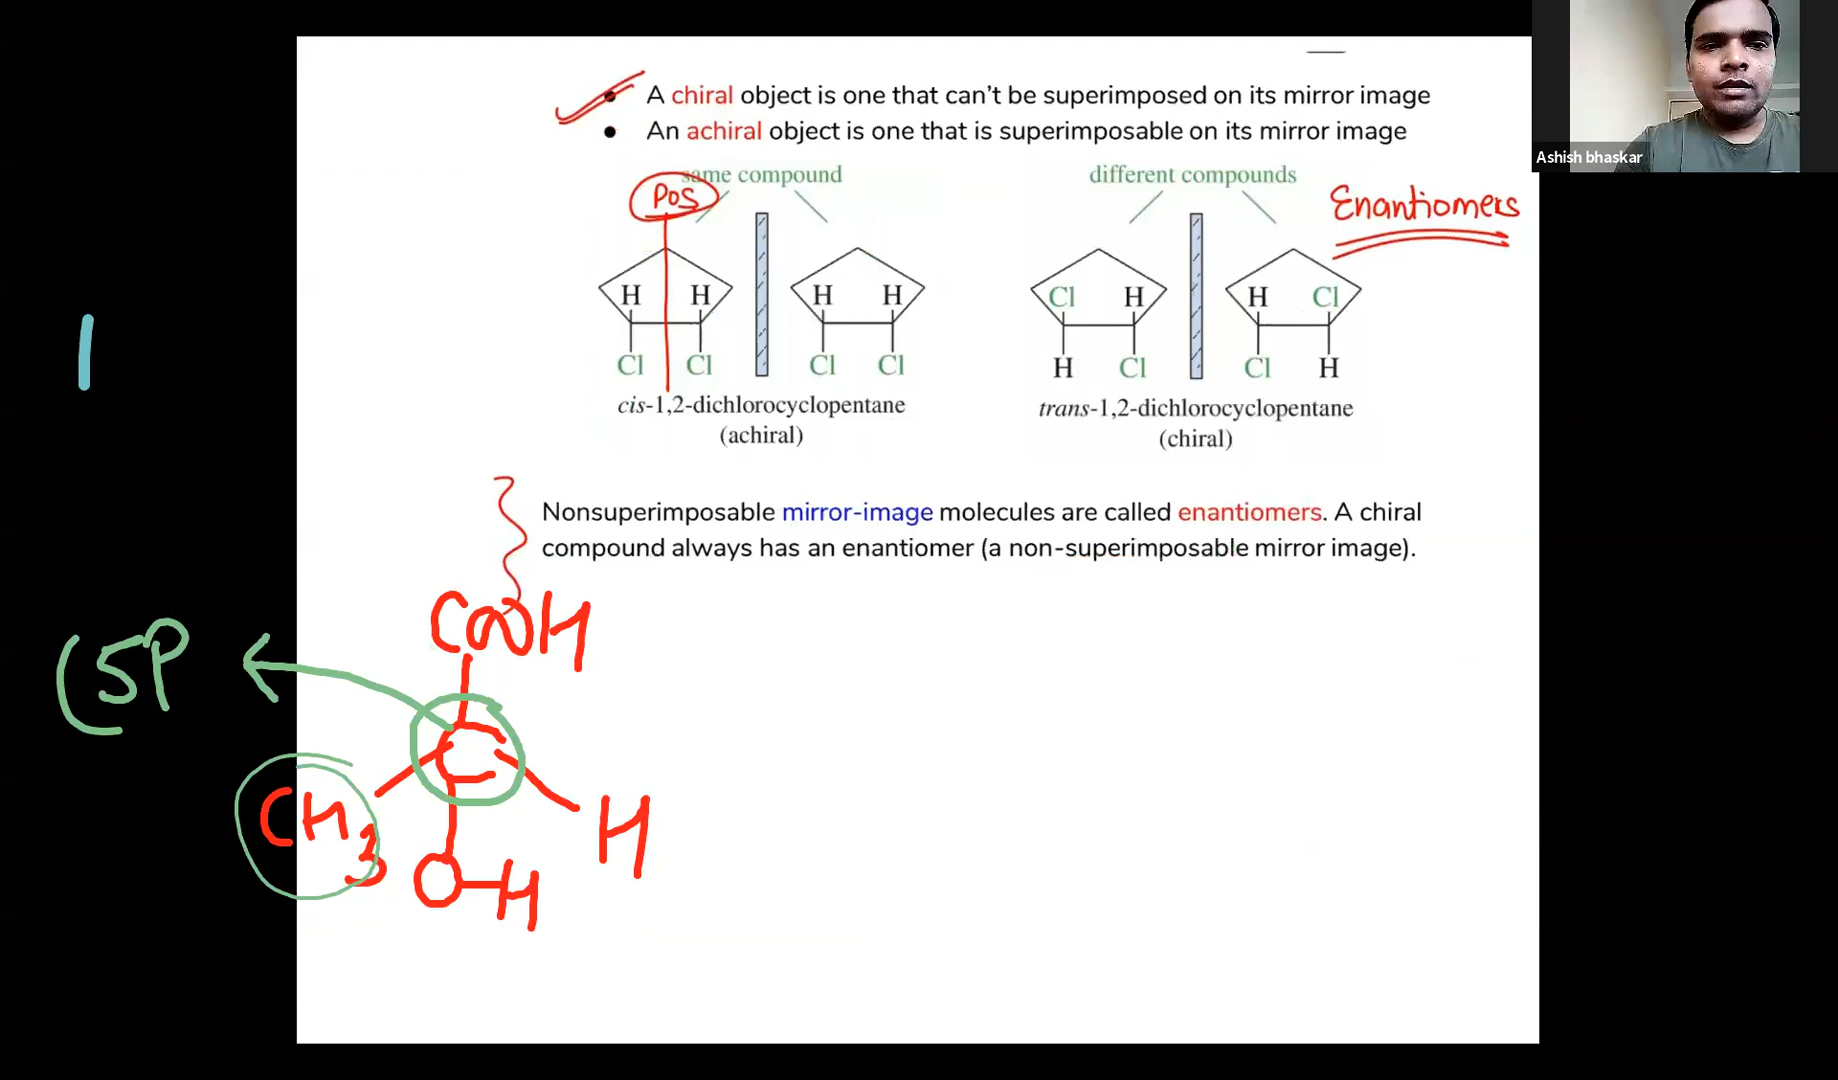 A chiral object is one that can't be superimposed on its mirror image
An achiral object is one that is superimposable on its mirror image
Ashish bhaskar
same compound
POS
different compounds
Enantiomers
H H H H
Cl Cl Cl Cl
Cl H H Cl
H Cl Cl H
cis-1,2-dichlorocyclopentane
(achiral)
trans-1,2-dichlorocyclopentane
(chiral)
Nonsuperimposable mirror-image molecules are called enantiomers. A chiral
compound always has an enantiomer (a non-superimposable mirror image).
COOH
C
CH3
H
O-H